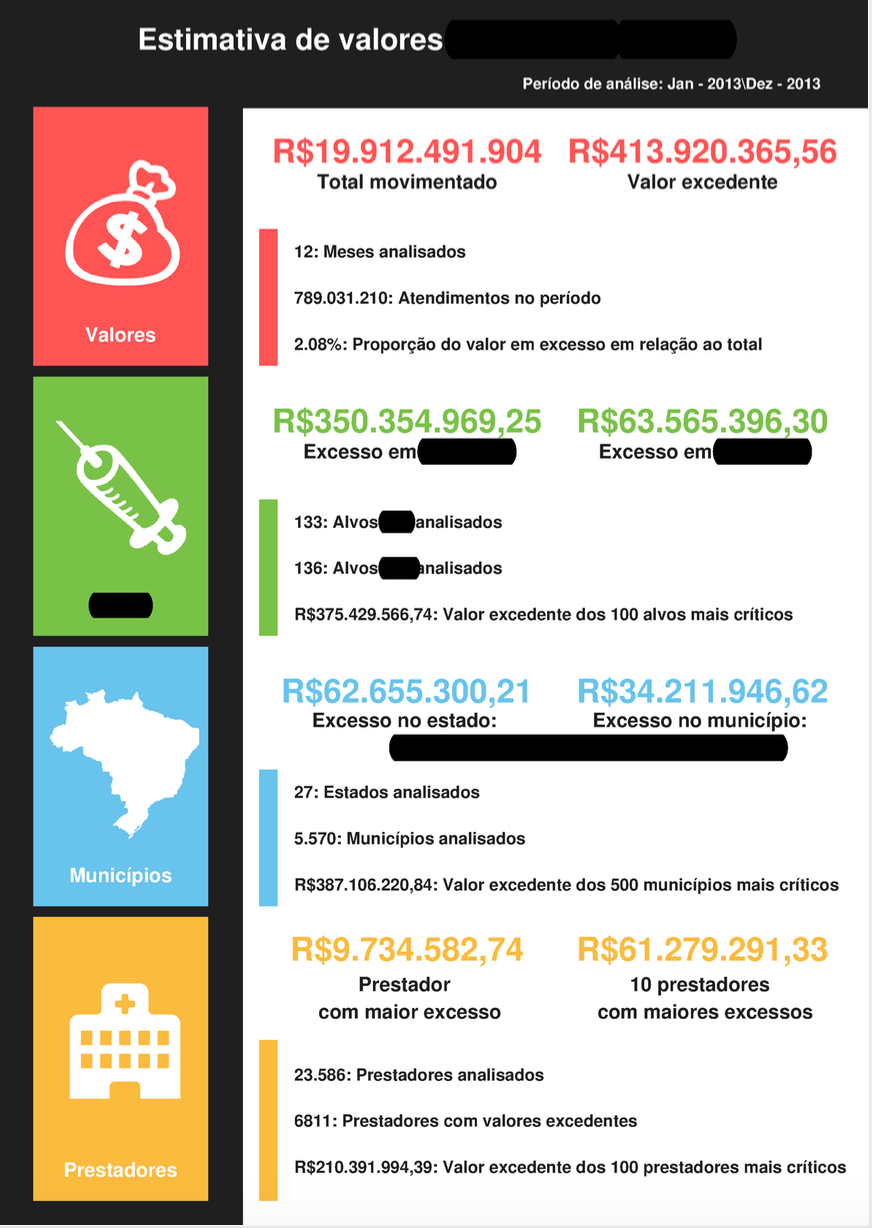 Estimativa de valores
Período de análise: Jan - 2013\Dez - 2013
R$19.912.491.904 R$413.920.365,56
Total movimentado Valor excedente
12: Meses analisados
789.031.210: Atendimentos no período
2.08%: Proporção do valor em excesso em relação ao total
Valores
R$350.354.969,25 R$63.565.396,30
Excesso em Excesso em
133: Alvos analisados
136: Alvos analisados
R$375.429.566,74: Valor excedente dos 100 alvos mais críticos
R$62.655.300,21 R$34.211.946,62
Excesso no estado: Excesso no município:
27: Estados analisados
5.570: Municípios analisados
Municípios
R$387.106.220,84: Valor excedente dos 500 municípios mais críticos
R$9.734.582,74 R$61.279.291,33
Prestador 10 prestadores
com maior excesso com maiores excessos
23.586: Prestadores analisados
6811: Prestadores com valores excedentes
Prestadores
R$210.391.994,39: Valor excedente dos 100 prestadores mais críticos